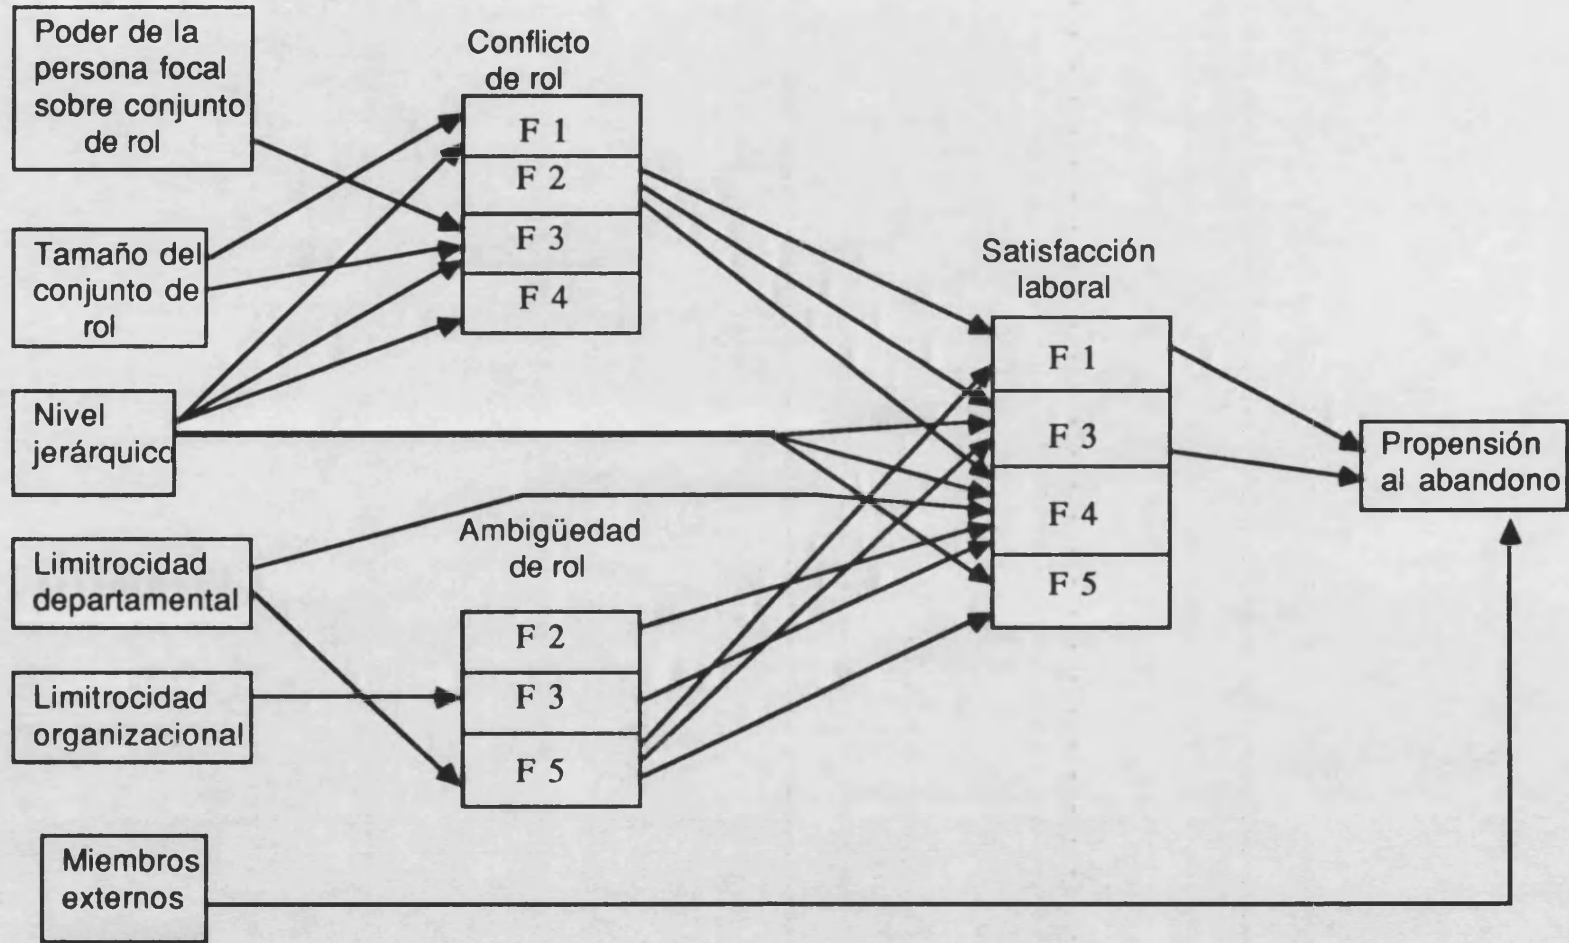 Poder de la
persona focal
sobre conjunto
de rol
Conflicto
de rol
F 1
F 2
F 3
F 4
Tamaño del
conjunto de
rol
Satisfacción
laboral
F 1
F 3
F 4
F 5
Nivel
jerárquico
Propensión
al abandono
Limitrocidad
departamental
Ambigüedad
de rol
F 2
F 3
F 5
Limitrocidad
organizacional
Miembros
externos